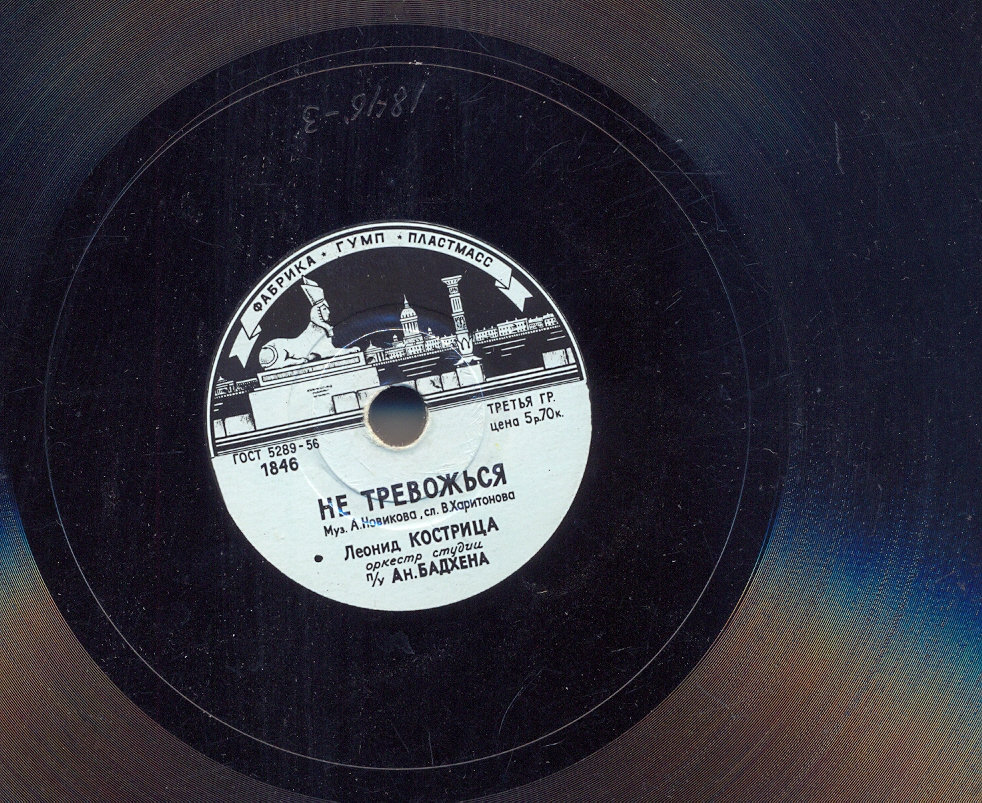 1846-3
ФАБРИКА ★ ГУМП ★ ПЛАСТМАСС
ТРЕТЬЯ ГР.
цена 5р.70к.
ГОСТ 5289-56
1846
НЕ ТРЕВОЖЬСЯ
Муз. А.Новикова, сл. В.Харитонова
Леонид КОСТРИЦА
оркестр студии
п/у Ан.БАДХЕНА